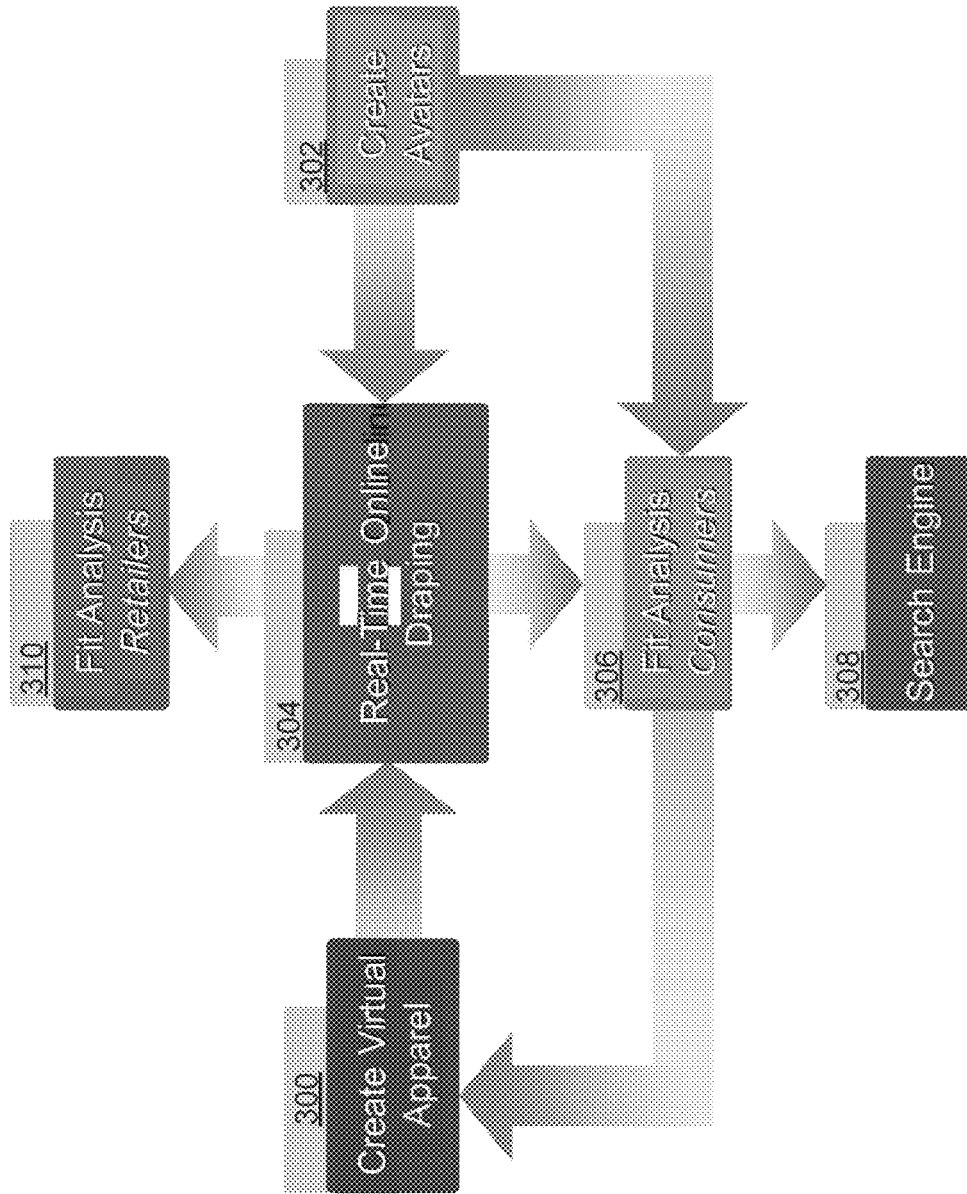 310
Fit Analysis
Retailers
300
Create Virtual
Apparel
304
Real-Time Online
Draping
302
Create
Avatars
306
Fit Analysis
Consumers
308
Search Engine